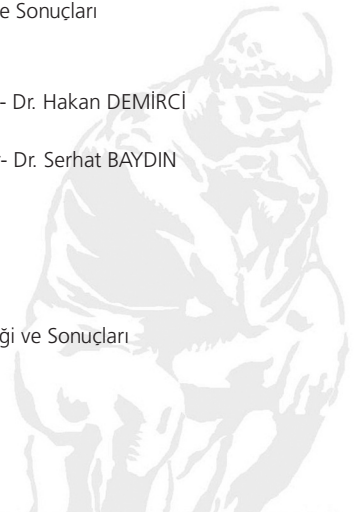 e Sonuçları
- Dr. Hakan DEMİRCİ
- Dr. Serhat BAYDIN
ği ve Sonuçları